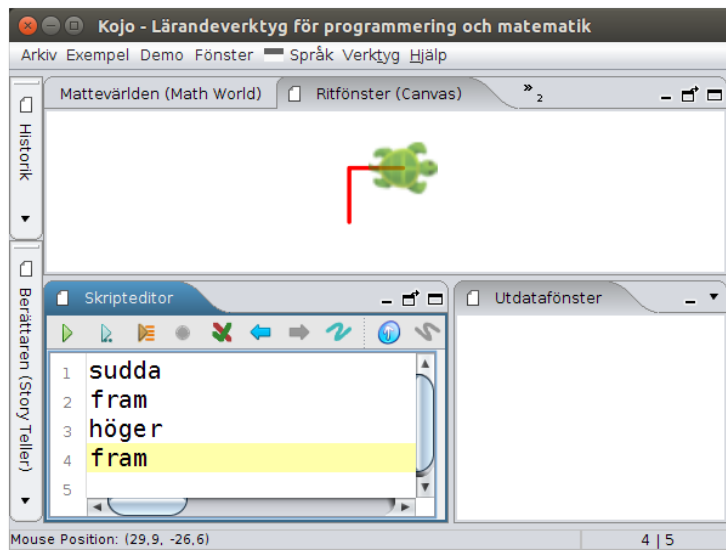 Kojo - Lärandeverktyg för programmering och matematik
Arkiv Exempel Demo Fönster Språk Verktyg Hjälp
Mattevärlden (Math World)
Ritfönster (Canvas)
» 2
Historik
Berättaren (Story Teller)
Skripteditor
Utdatafönster
1 sudda
2 fram
3 höger
4 fram
5
Mouse Position: (29,9, -26,6)
4 | 5